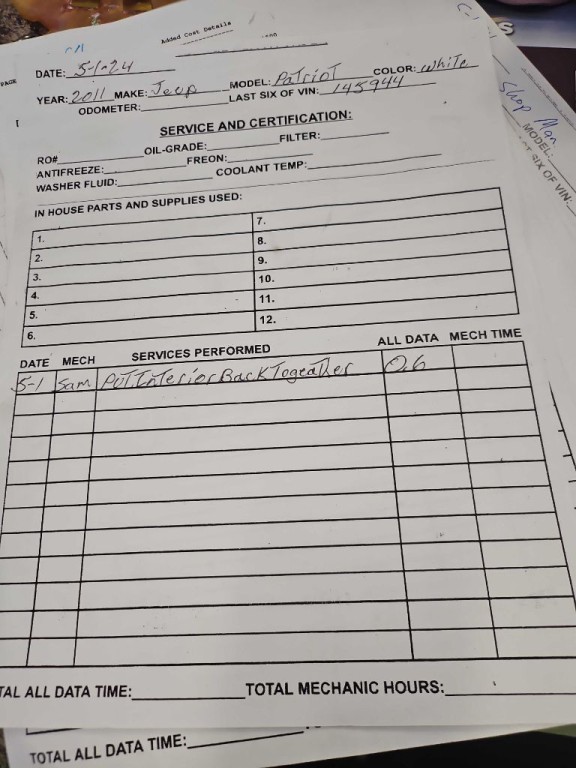 Added Cost Details
DATE: 5-1-24
YEAR: 2011 MAKE: Jeep MODEL: Patriot COLOR: white
ODOMETER: LAST SIX OF VIN: 145944
SERVICE AND CERTIFICATION:
RO# OIL-GRADE: FILTER:
ANTIFREEZE: FREON:
WASHER FLUID: COOLANT TEMP:
IN HOUSE PARTS AND SUPPLIES USED:
1. 7.
2. 8.
3. 9.
4. 10.
5. 11.
6. 12.
DATE MECH SERVICES PERFORMED ALL DATA MECH TIME
5-1 Sam PuT Interior Back Togeather 0.6
TAL ALL DATA TIME: TOTAL MECHANIC HOURS:
TOTAL ALL DATA TIME:
Shop Man
MODEL:
SIX OF VIN:
PAGE
S